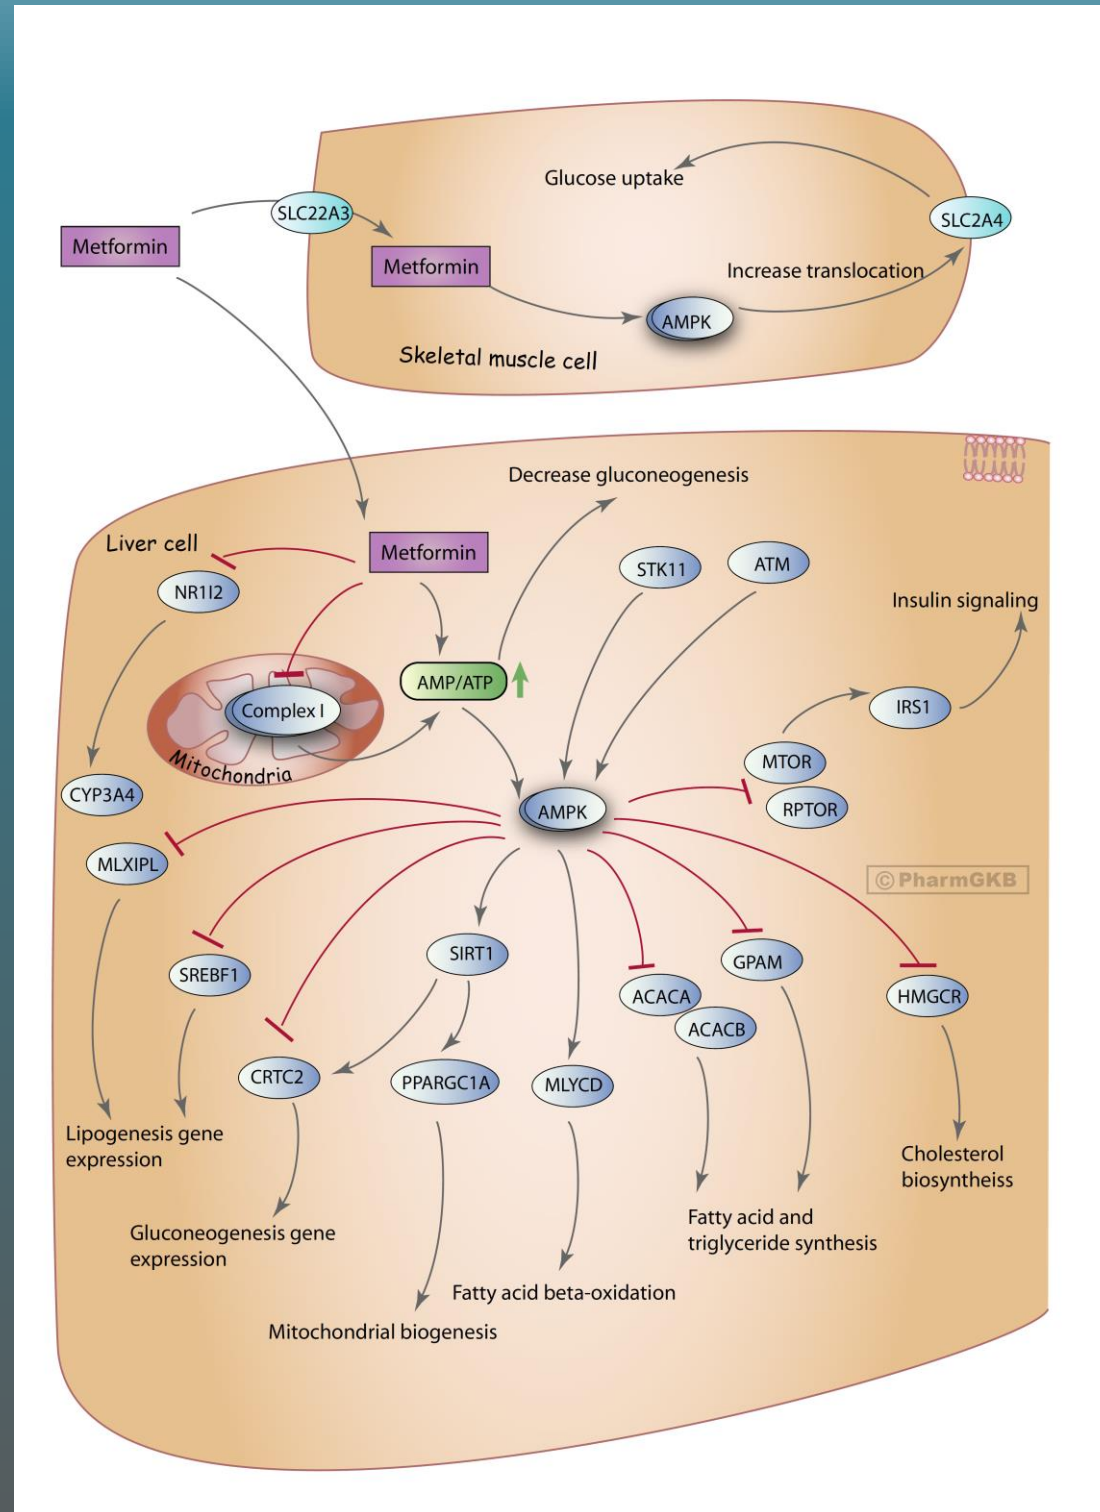 Glucose uptake
SLC22A3
SLC2A4
Metformin
Metformin
Increase translocation
AMPK
Skeletal muscle cell
Decrease gluconeogenesis
Liver cell
Metformin
STK11
ATM
NR1I2
Insulin signaling
AMP/ATP
Complex I
IRS1
Mitochondria
MTOR
CYP3A4
RPTOR
AMPK
MLXIPL
© PharmGKB
SIRT1
GPAM
SREBF1
ACACA
HMGCR
ACACB
CRTC2
PPARGC1A
MLYCD
Lipogenesis gene
expression
Cholesterol
biosyntheiss
Fatty acid and
triglyceride synthesis
Gluconeogenesis gene
expression
Fatty acid beta-oxidation
Mitochondrial biogenesis